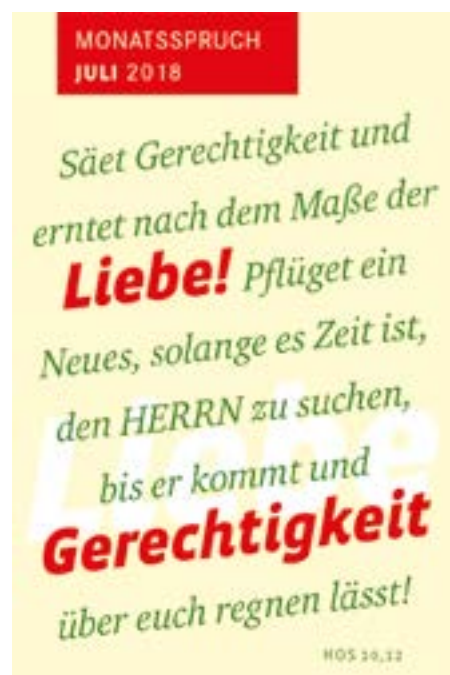 MONATSSPRUCH
JULI 2018
Säet Gerechtigkeit und
erntet nach dem Maße der
Liebe! Pflüget ein
Neues, solange es Zeit ist,
den HERRN zu suchen,
bis er kommt und
Liebe
Gerechtigkeit
über euch regnen lässt!
HOS 10,12